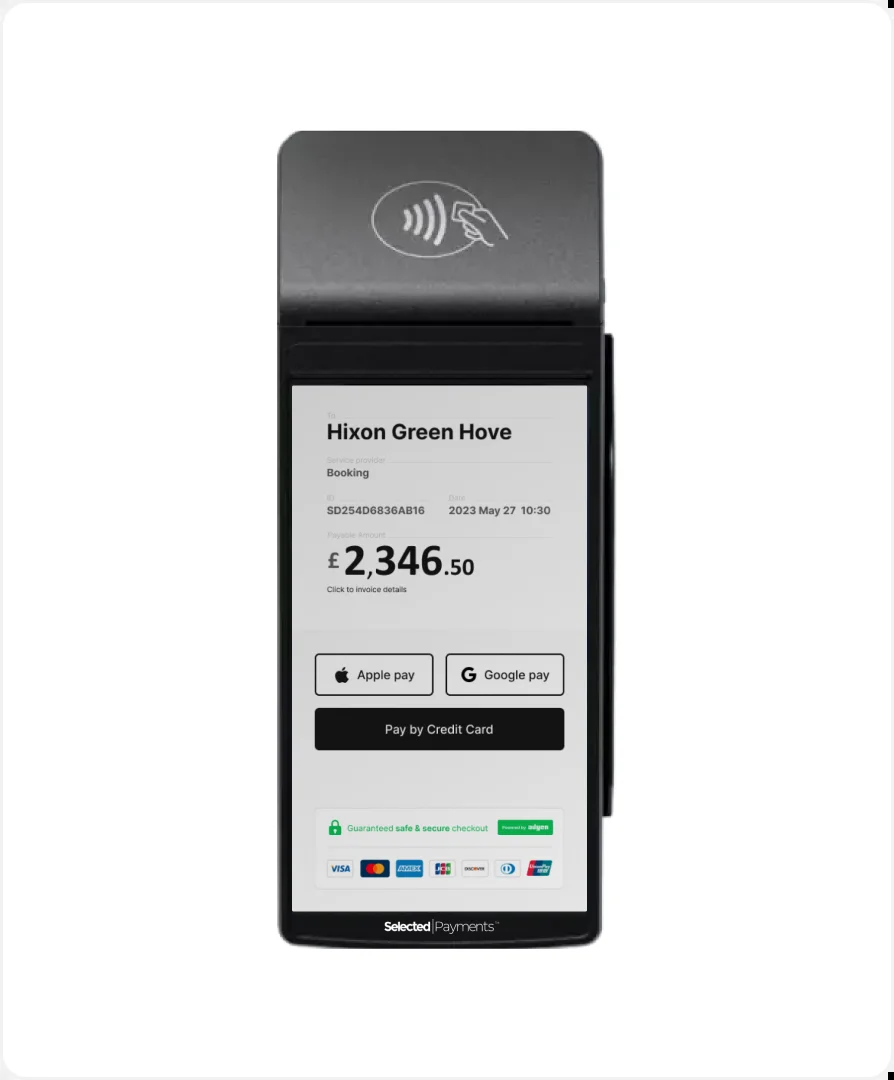 To
Hixon Green Hove
Service provider
Booking
ID Date
SD254D6836AB16 2023 May 27 10:30
Payable Amount
£2,346.50
Click to invoice details
Apple pay Google pay
Pay by Credit Card
Guaranteed safe & secure checkout Powered by adyen
VISA AMEX JCB DISCOVER UnionPay
Selected|Payments™